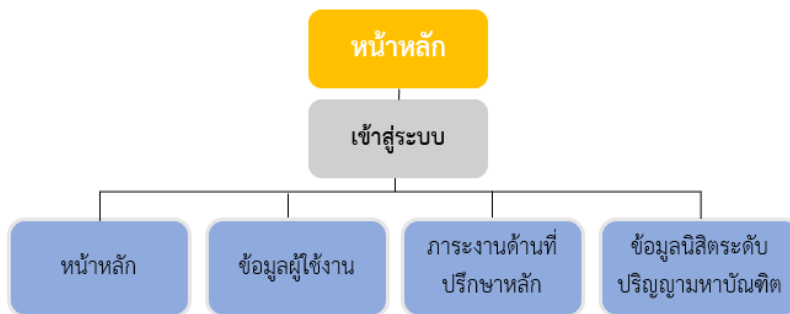 หน้าหลัก
เข้าสู่ระบบ
หน้าหลัก
ข้อมูลผู้ใช้งาน
ภาระงานด้านที่
ปรึกษาหลัก
ข้อมูลนิสิตระดับ
ปริญญามหาบัณฑิต